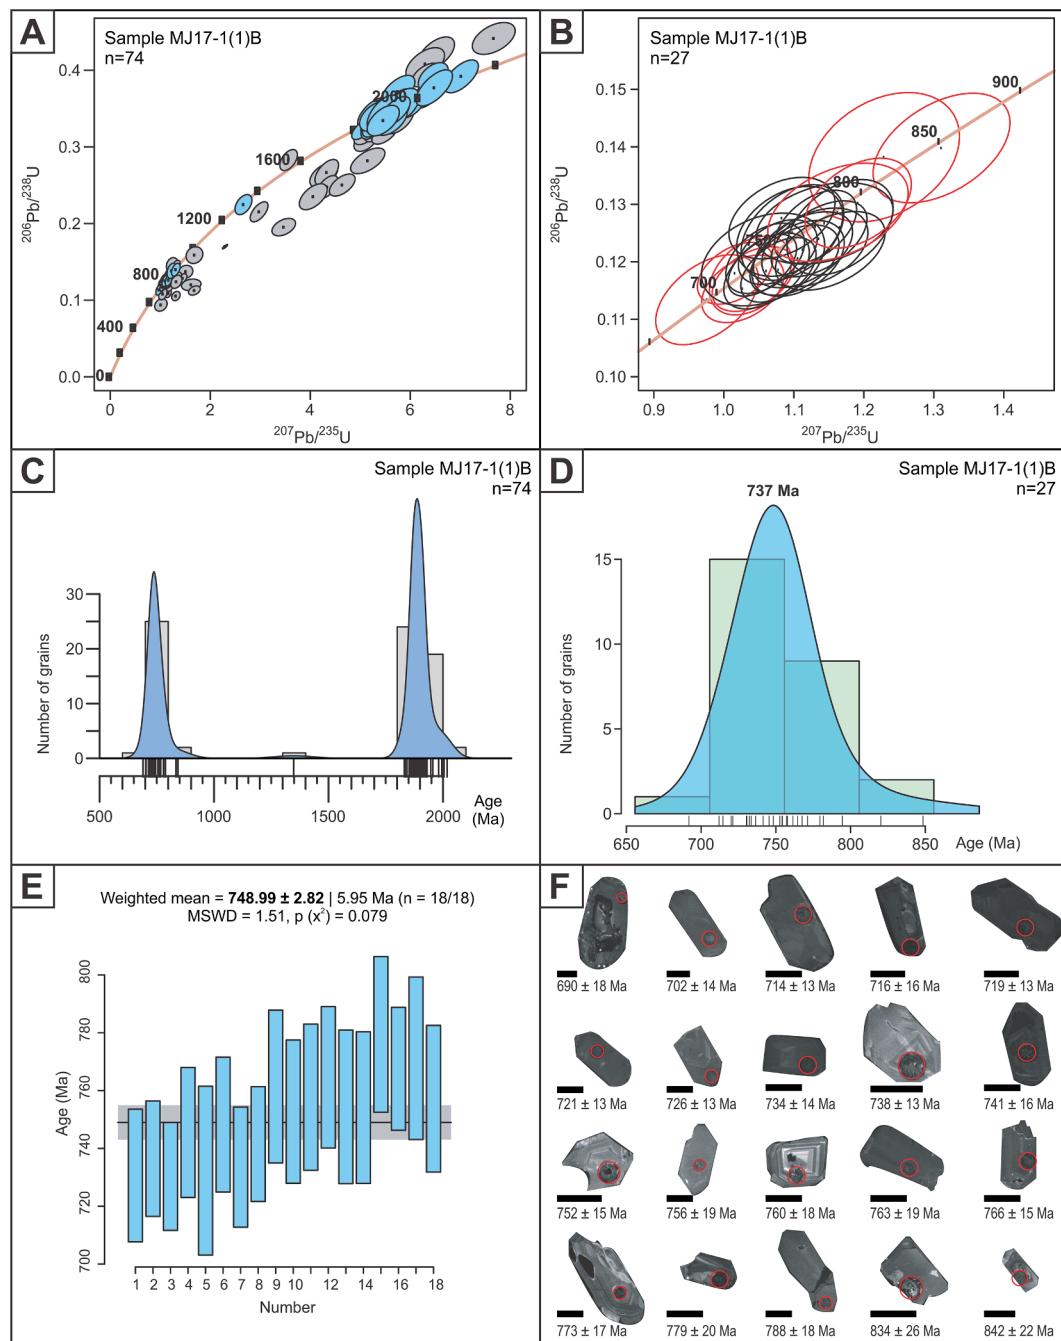 A
Sample MJ17-1(1)B
n=74
206Pb/238U
0.4
0.3
0.2
0.1
0.0
2000
1600
1200
800
400
0
0 2 4 6 8
207Pb/235U
B
Sample MJ17-1(1)B
n=27
206Pb/238U
0.15
0.14
0.13
0.12
0.11
0.10
900
850
800
750
700
0.9 1.0 1.1 1.2 1.3 1.4
207Pb/235U
C
Sample MJ17-1(1)B
n=74
Number of grains
30
20
10
0
500 1000 1500 2000
Age
(Ma)
D
Sample MJ17-1(1)B
n=27
737 Ma
Number of grains
15
10
5
0
650 700 750 800 850 Age (Ma)
E
Weighted mean = 748.99 ± 2.82 | 5.95 Ma (n = 18/18)
MSWD = 1.51, p (x²) = 0.079
Age (Ma)
800
780
760
740
720
700
1 2 3 4 5 6 7 8 9 10 12 14 16 18
Number
F
690 ± 18 Ma 702 ± 14 Ma 714 ± 13 Ma 716 ± 16 Ma 719 ± 13 Ma
721 ± 13 Ma 726 ± 13 Ma 734 ± 14 Ma 738 ± 13 Ma 741 ± 16 Ma
752 ± 15 Ma 756 ± 19 Ma 760 ± 18 Ma 763 ± 19 Ma 766 ± 15 Ma
773 ± 17 Ma 779 ± 20 Ma 788 ± 18 Ma 834 ± 26 Ma 842 ± 22 Ma